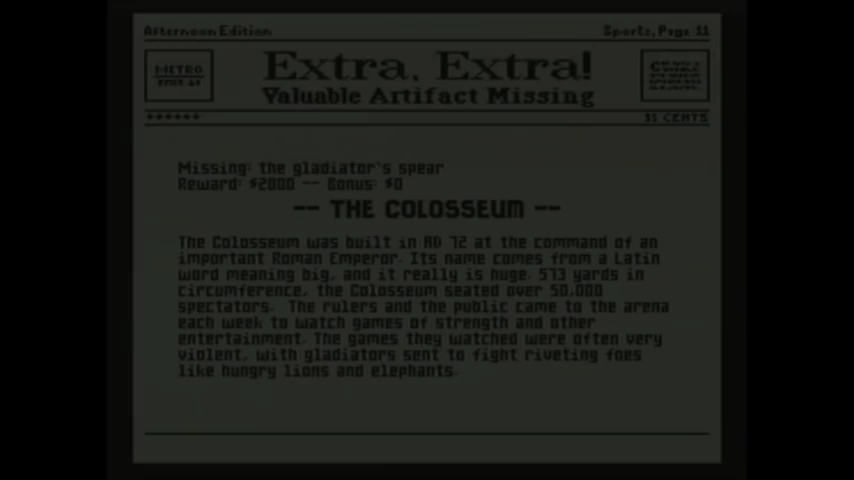 Afternoon Edition
Sports, Page 11
METRO
Extra, Extra!
Valuable Artifact Missing
35 CENTS
Missing: the gladiator's spear
Reward: $2000 -- Bonus: $0
-- THE COLOSSEUM --
The Colosseum was built in AD 72 at the command of an
important Roman Emperor. Its name comes from a Latin
word meaning big, and it really is huge. 573 yards in
circumference, the Colosseum seated over 50,000
spectators. The rulers and the public came to the arena
each week to watch games of strength and other
entertainment. The games they watched were often very
violent, with gladiators sent to fight riveting foes
like hungry lions and elephants.